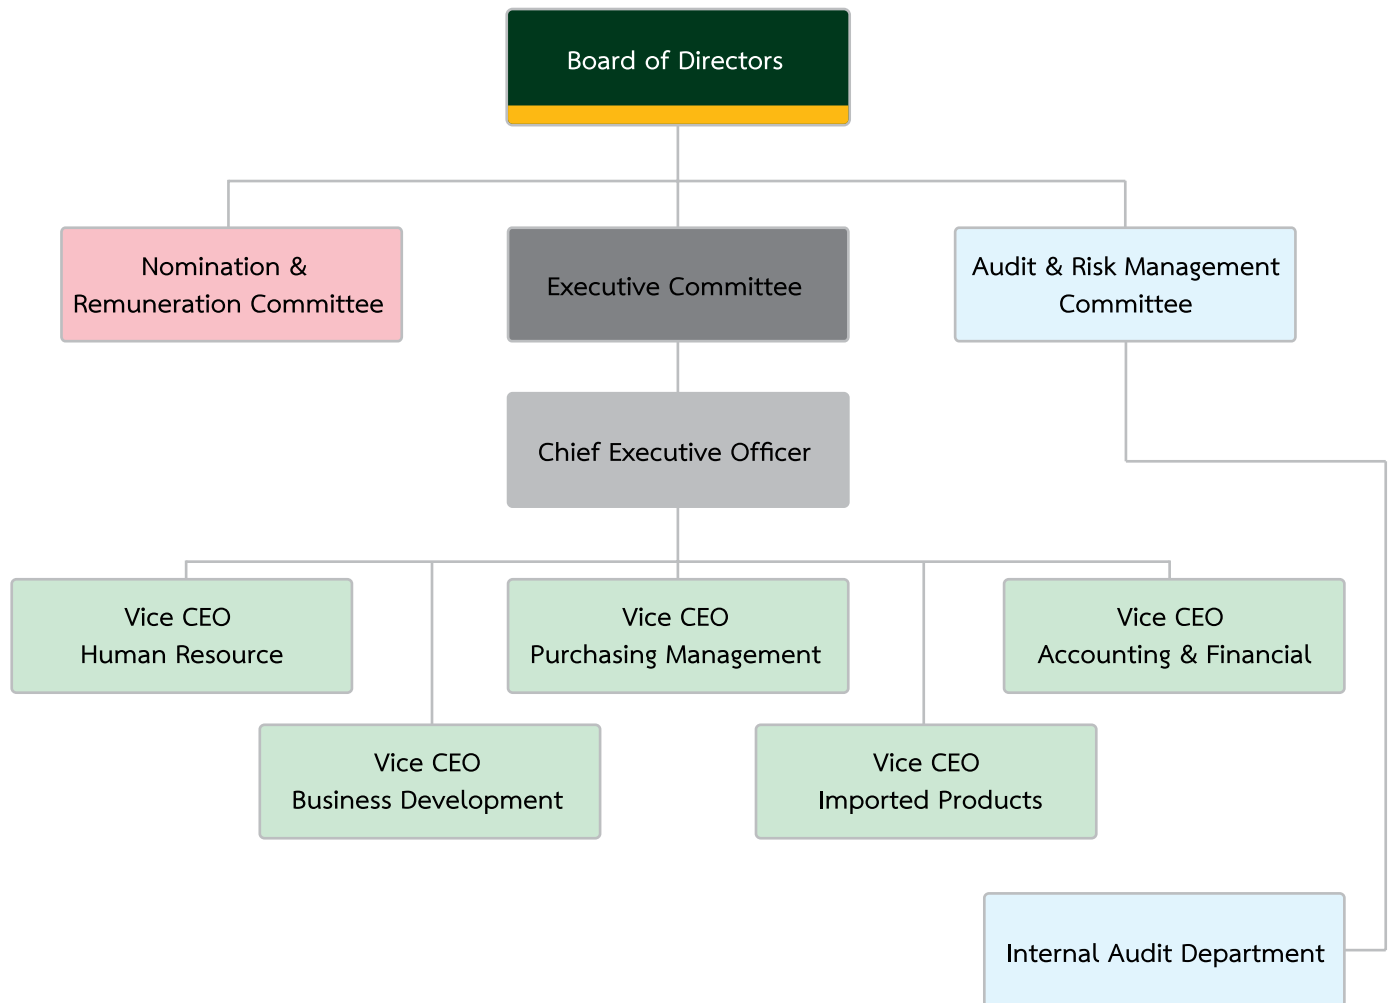 Board of Directors
Nomination &
Remuneration Committee
Executive Committee
Audit & Risk Management
Committee
Chief Executive Officer
Vice CEO
Human Resource
Vice CEO
Purchasing Management
Vice CEO
Accounting & Financial
Vice CEO
Business Development
Vice CEO
Imported Products
Internal Audit Department